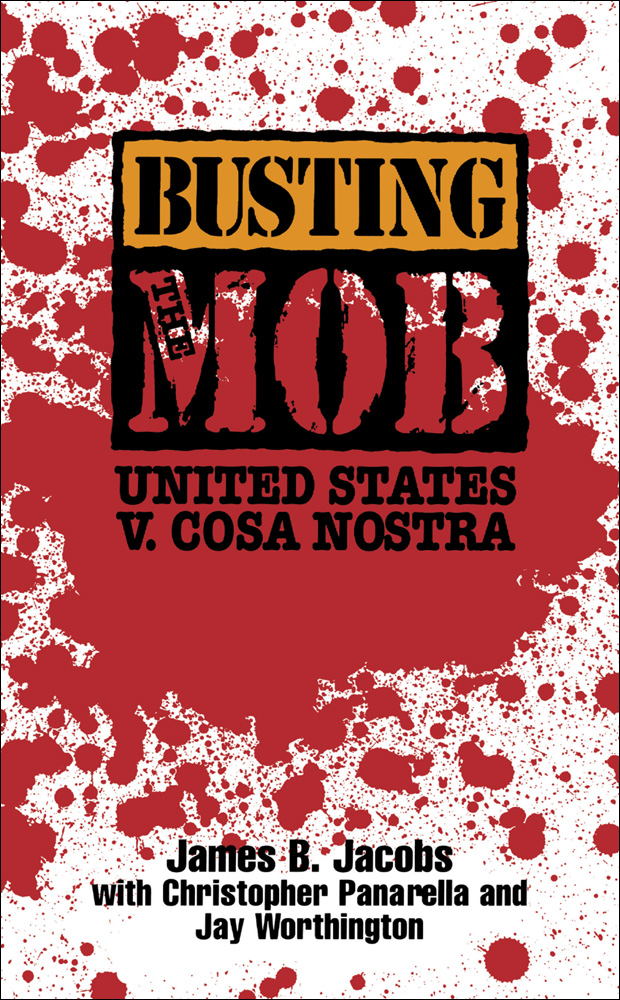 BUSTING
THE
MOB
UNITED STATES
V. COSA NOSTRA
James B. Jacobs
with Christopher Panarella and
Jay Worthington